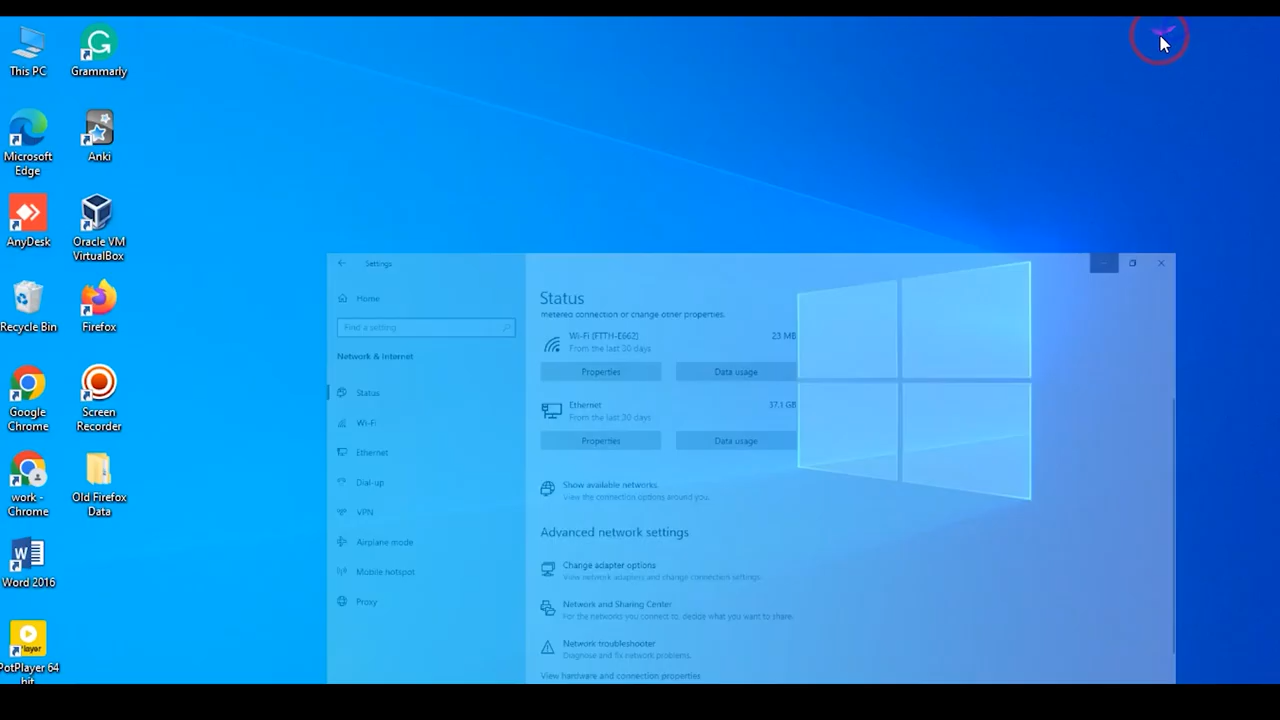 This PC
Grammarly
Microsoft
Edge
Anki
AnyDesk
Oracle VM
VirtualBox
Recycle Bin
Firefox
Google
Chrome
Screen
Recorder
work -
Chrome
Old Firefox
Data
Word 2016
Player
PotPlayer 64
bit
Settings
Home
Find a setting
Network & Internet
Status
Wi-Fi
Ethernet
Dial-up
VPN
Airplane mode
Mobile hotspot
Proxy
Status
metered connection or change other properties.
Wi-Fi (FTTH-E662)
23 MB
From the last 30 days
Properties
Data usage
Ethernet
37.1 GB
From the last 30 days
Properties
Data usage
Show available networks
View the connection options around you.
Advanced network settings
Change adapter options
View network adapters and change connection settings.
Network and Sharing Center
For the networks you connect to, decide what you want to share.
Network troubleshooter
Diagnose and fix network problems.
View hardware and connection properties